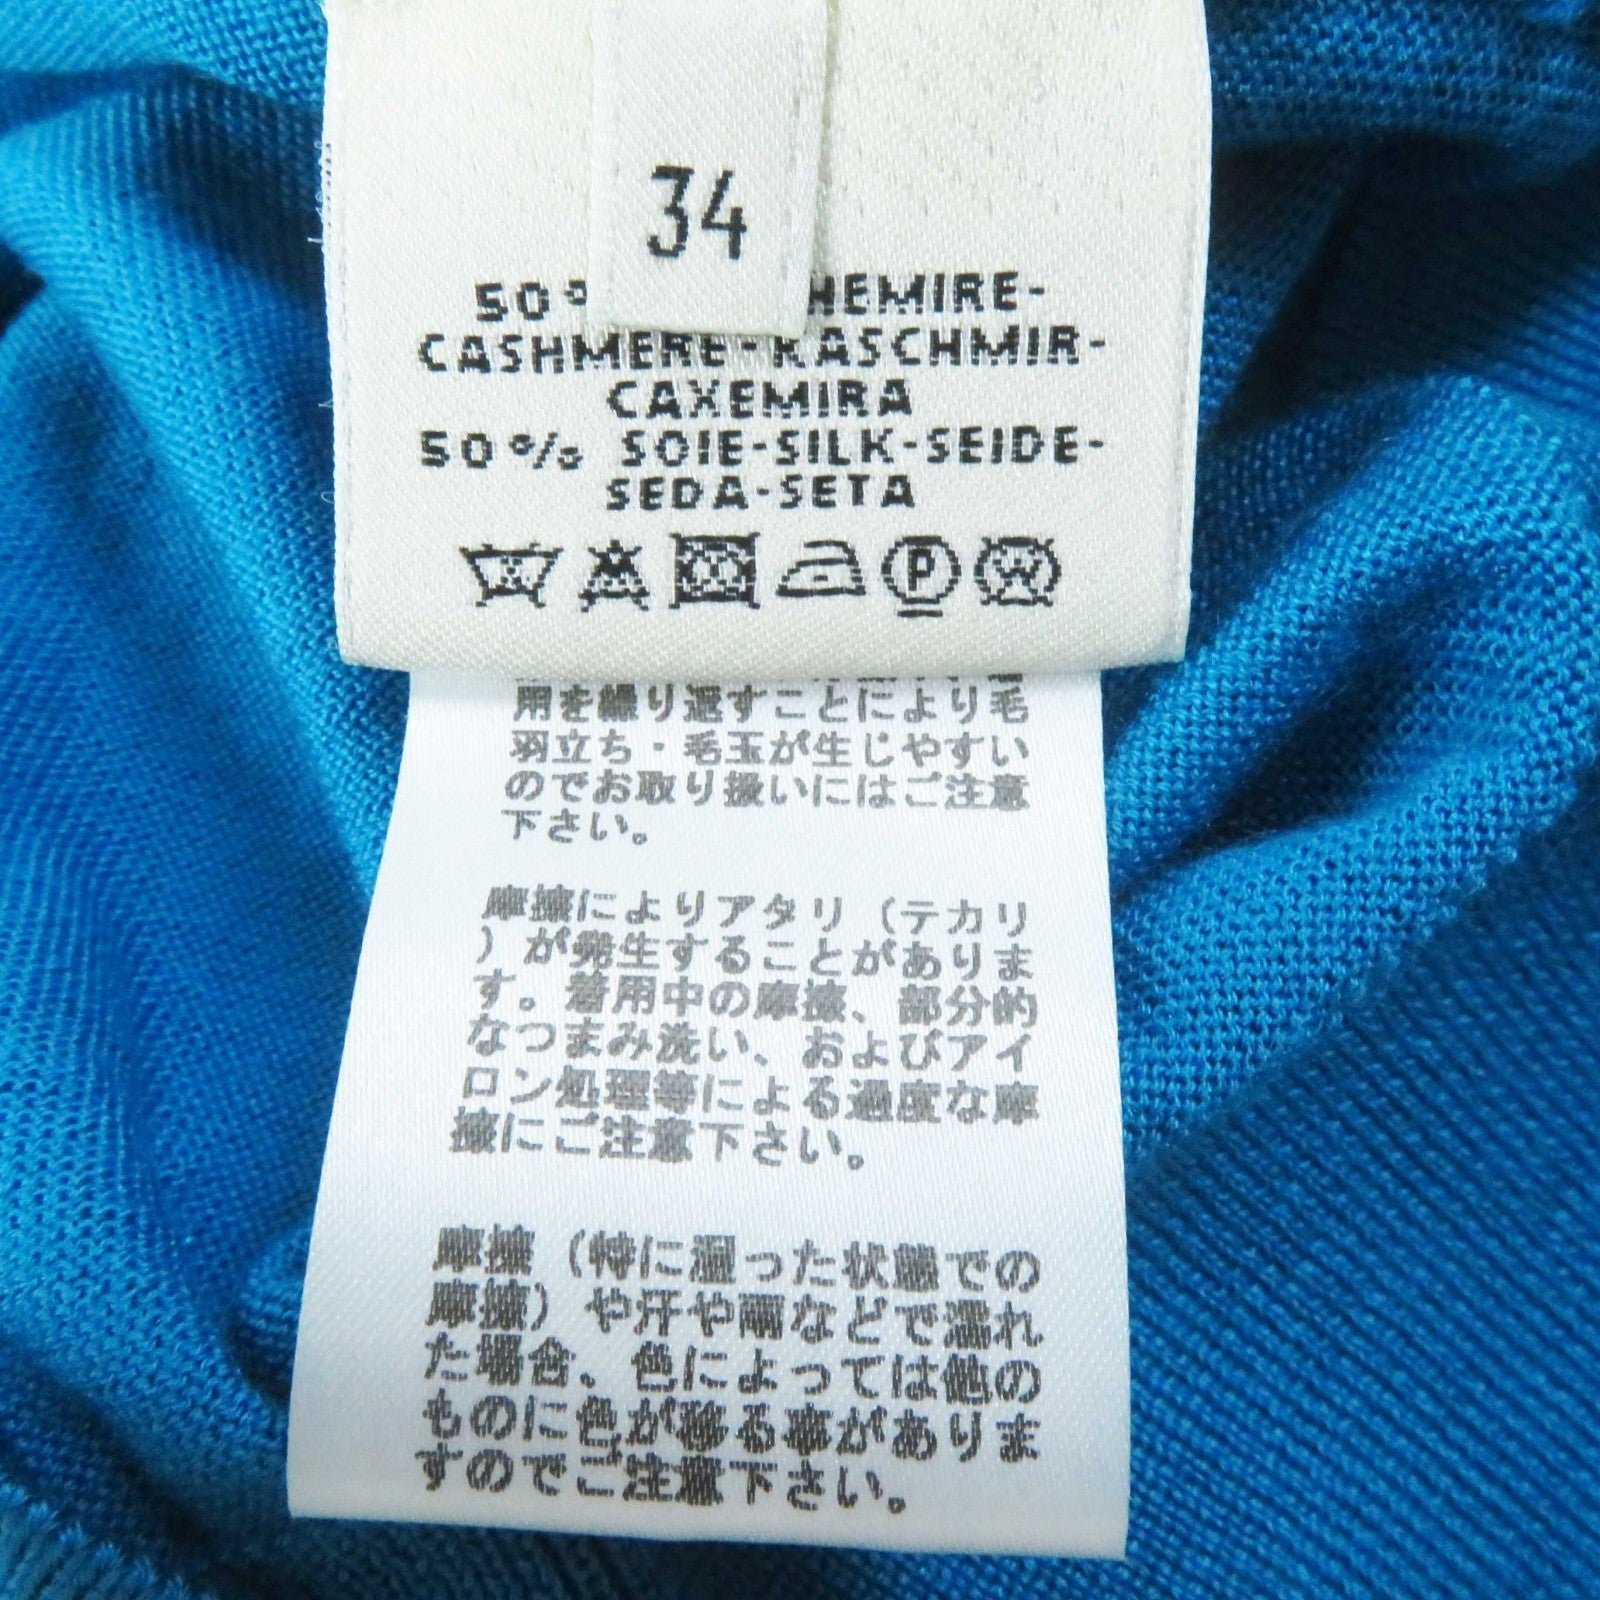 34
50% HEMIRE-
CASHMERE-KASCHMIR-
CAXEMIRA
50% SOIE-SILK-SEIDE-
SEDA-SETA
P
用を繰り返すことにより毛
羽立ち・毛玉が生じやすい
のでお取り扱いにはご注意
下さい。
摩擦によりアタリ(テカリ
)が発生することがありま
す。着用中の摩擦、部分的
なつまみ洗い、およびアイ
ロン処理等による過度な摩
擦にご注意下さい。
摩擦(特に湿った状態での
摩擦)や汗や雨などで濡れ
た場合、色によっては他の
ものに色が移る事がありま
すのでご注意下さい。